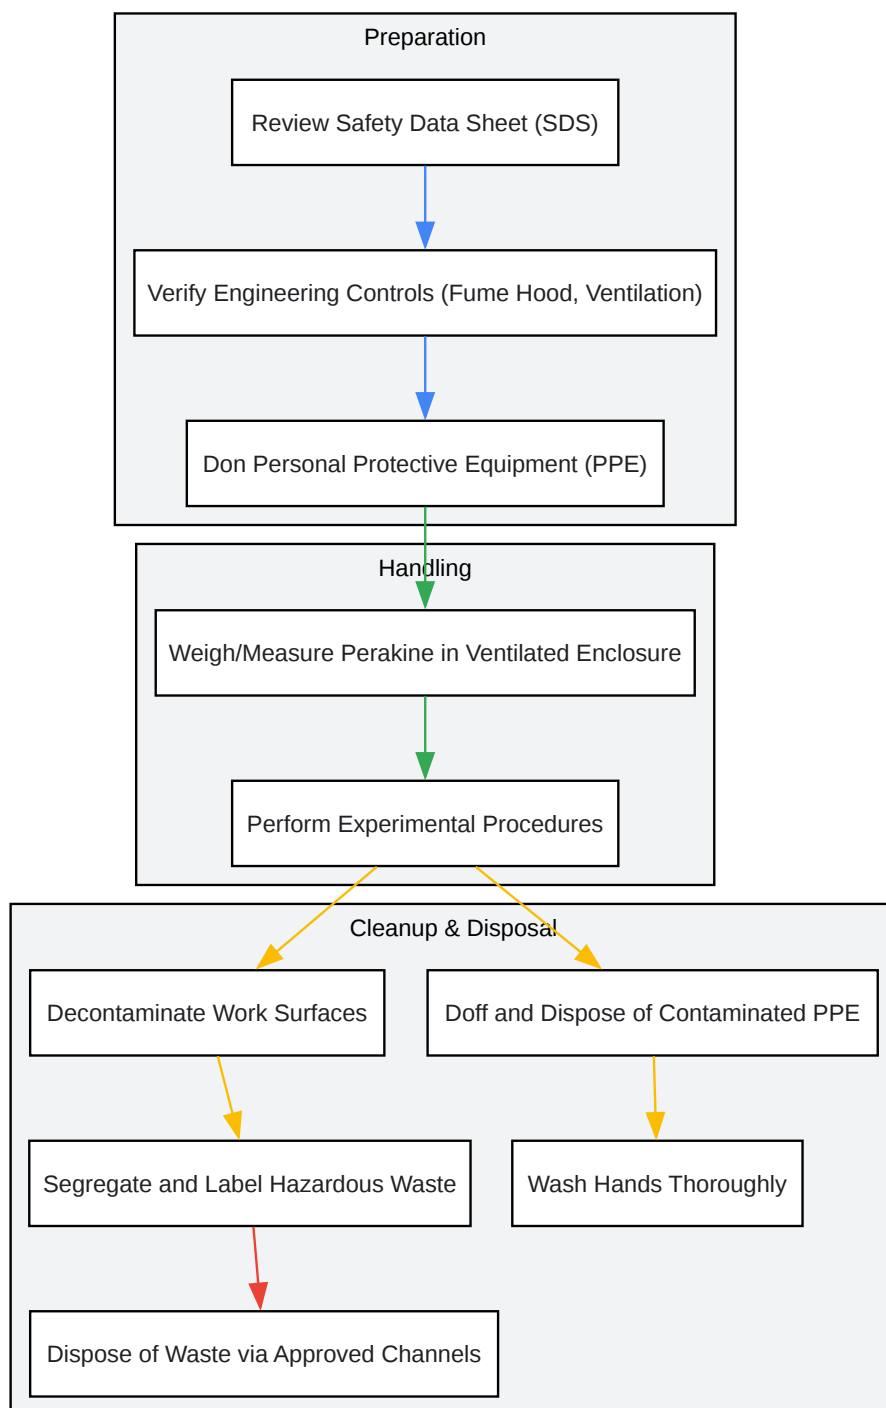 Preparation
Review Safety Data Sheet (SDS)
Verify Engineering Controls (Fume Hood, Ventilation)
Don Personal Protective Equipment (PPE)
Handling
Weigh/Measure Perakine in Ventilated Enclosure
Perform Experimental Procedures
Cleanup & Disposal
Decontaminate Work Surfaces
Doff and Dispose of Contaminated PPE
Segregate and Label Hazardous Waste
Wash Hands Thoroughly
Dispose of Waste via Approved Channels